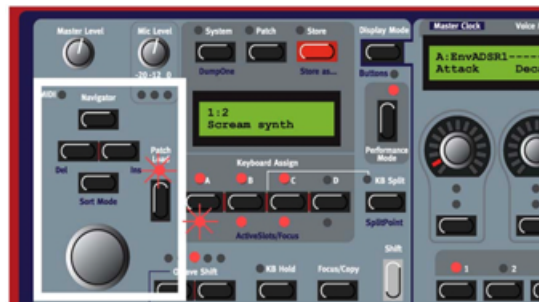 Master Level
Mic Level
System
Patch
Store
Display Mode
Master Clock
Voice
-20 -12 0
DumpOne
Store as...
Buttons
A:EnvADSR1----
Attack Deca
MIDI
Navigator
1:2
Scream synth
Performance
Mode
Patch
Del
Ins
Keyboard Assign
Sort Mode
A
B
C
D
KB Split
ActiveSlots/Focus
SplitPoint
Octave Shift
KB Hold
Focus/Copy
Shift
1
2